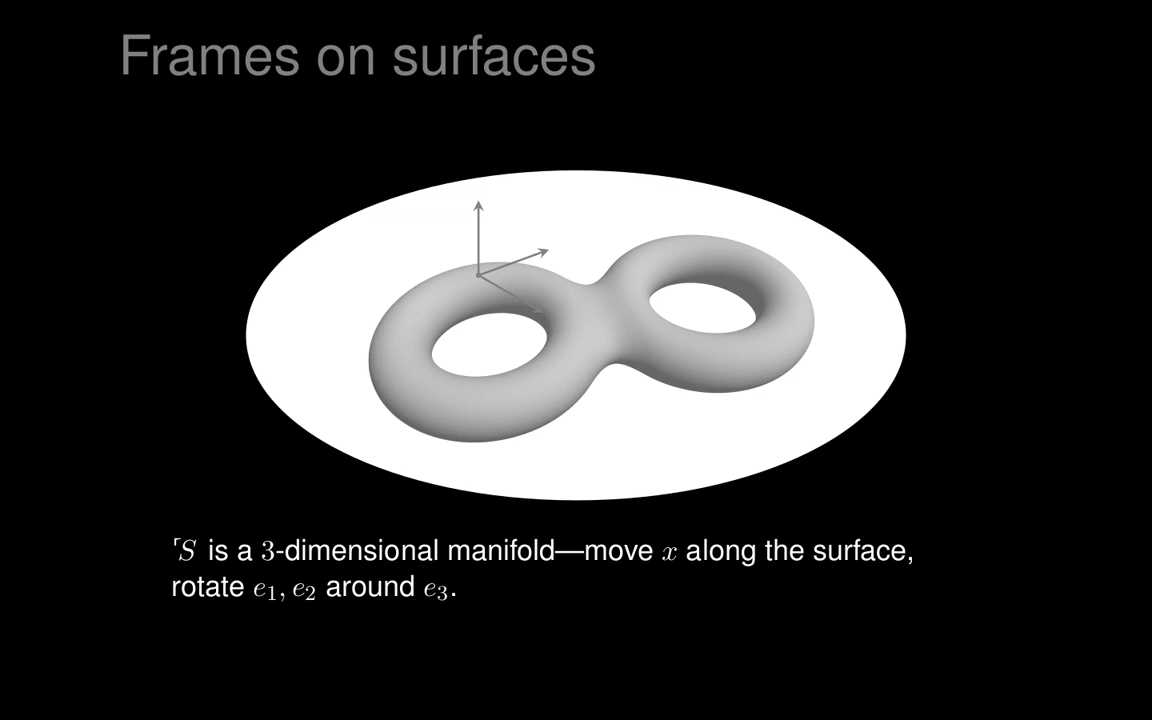 Frames on surfaces
⌜S is a 3-dimensional manifold—move x along the surface,
rotate e₁, e₂ around e₃.